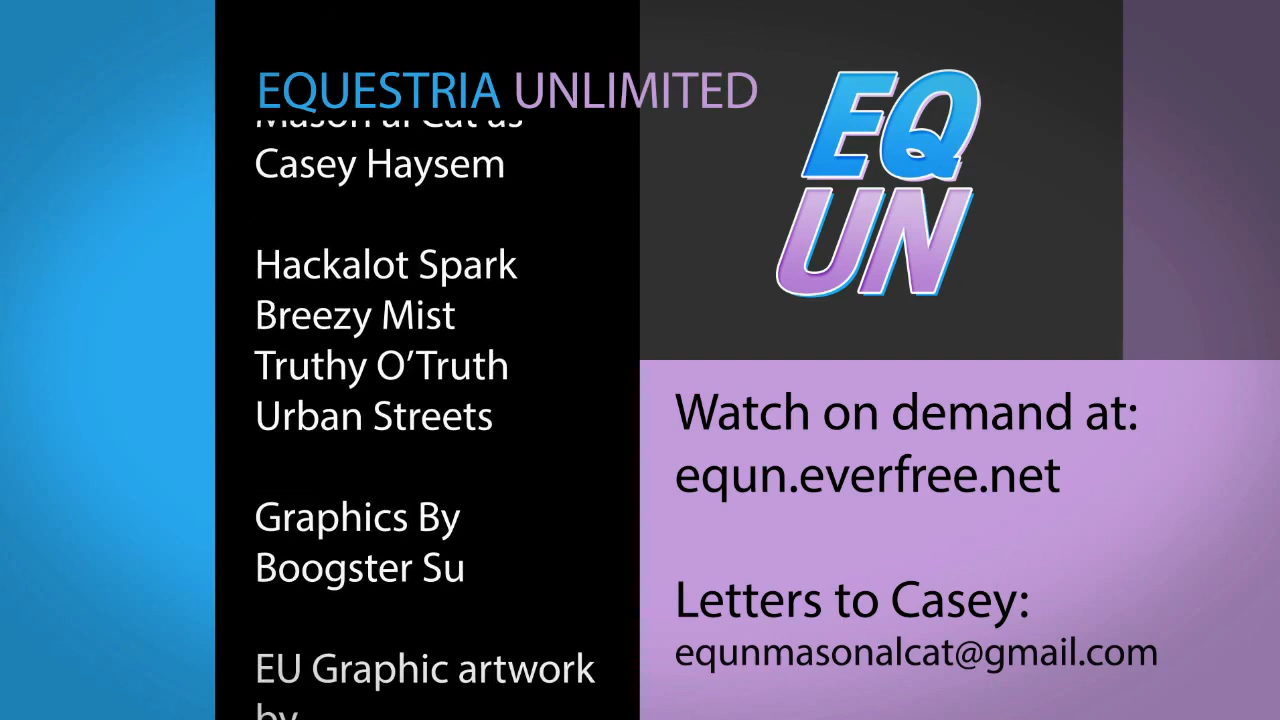 EQUESTRIA UNLIMITED
Casey Haysem
Hackalot Spark
Breezy Mist
Truthy O'Truth
Urban Streets
Graphics By
Boogster Su
EU Graphic artwork
by
EQ
UN
Watch on demand at:
equn.everfree.net
Letters to Casey:
equnmasonalcat@gmail.com